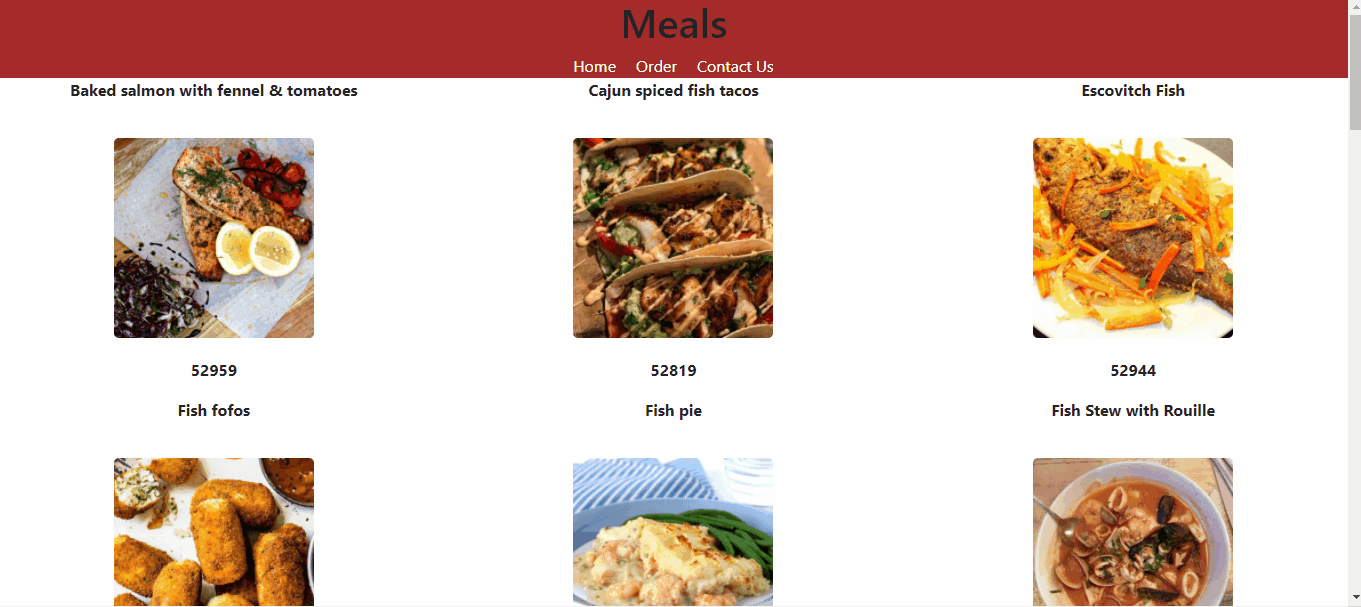 Meals
Home Order Contact Us
Baked salmon with fennel & tomatoes Cajun spiced fish tacos Escovitch Fish
52959 52819 52944
Fish fofos Fish pie Fish Stew with Rouille